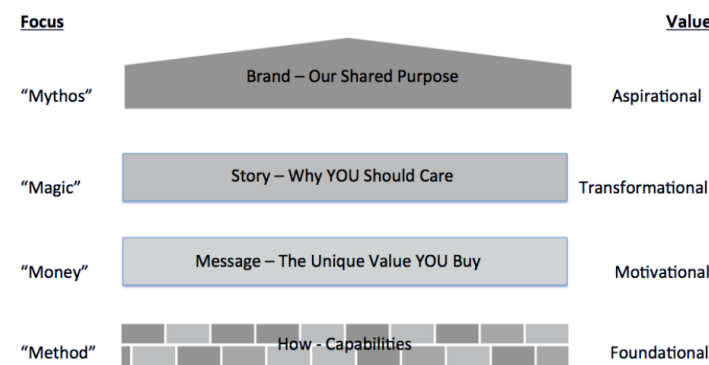 Focus Value
“Mythos” Brand – Our Shared Purpose Aspirational
“Magic” Story – Why YOU Should Care Transformational
“Money” Message – The Unique Value YOU Buy Motivational
“Method” How - Capabilities Foundational